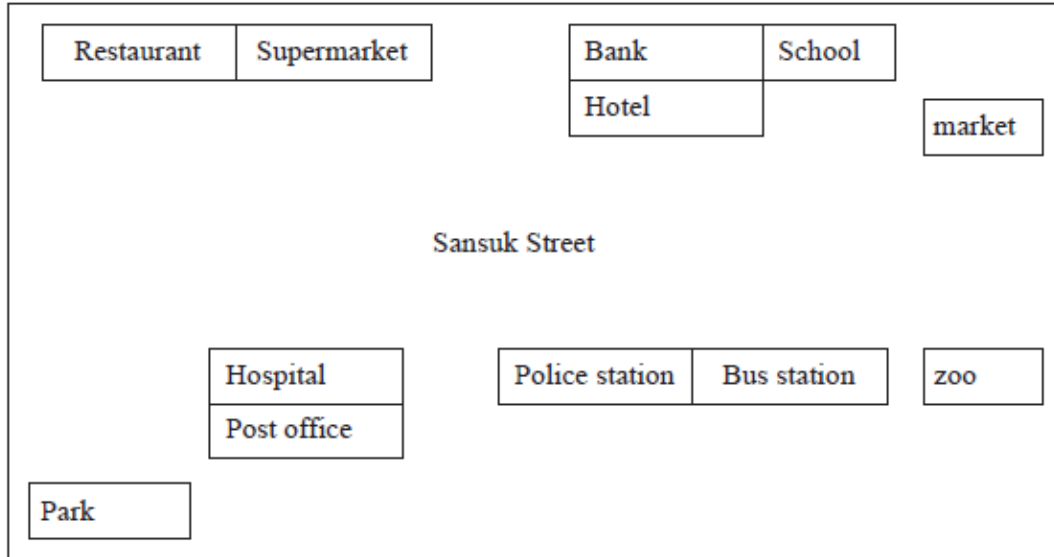 Restaurant Supermarket Bank School
Hotel
market
Sansuk Street
Hospital Police station Bus station zoo
Post office
Park